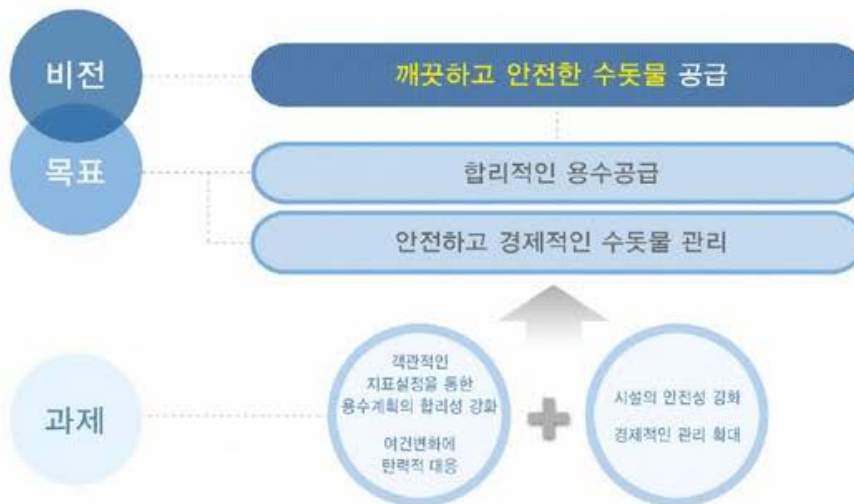 비전
깨끗하고 안전한 수돗물 공급
목표
합리적인 용수공급
안전하고 경제적인 수돗물 관리
과제
객관적인
지표설정을 통한
용수계획의 합리성 강화
여건변화에
탄력적 대응
시설의 안전성 강화
경제적인 관리 확대